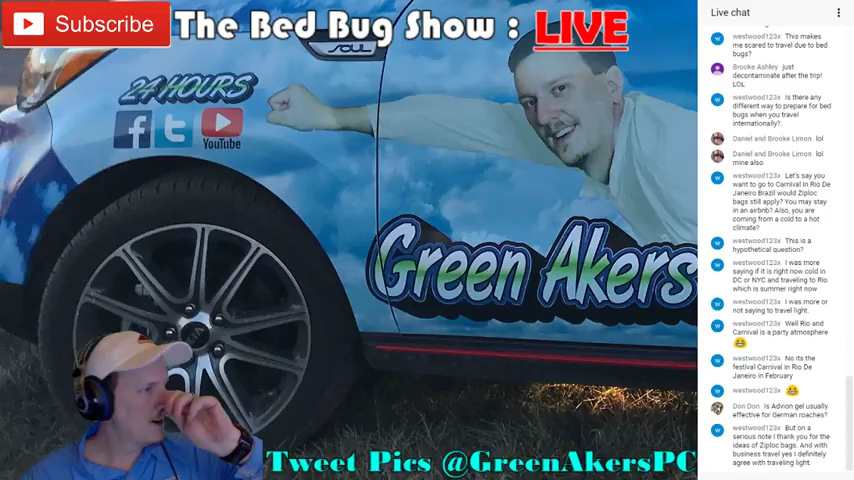 Subscribe
The Bed Bug Show : LIVE
Live chat
SOUL
24 HOURS
YouTube
Green Akers
Tweet Pics @GreenAkersPC
westwood123x This makes
me scared to travel due to bed
bugs?
Brooke Ashley just
decontaminate after the trip!
LOL
westwood123x Is there any
different way to prepare for bed
bugs when you travel
internationally?
Daniel and Brooke Limon lol
Daniel and Brooke Limon lol
mine also
westwood123x Let's say you
want to go to Carnival in Rio De
Janeiro Brazil would Ziploc
bags still apply? You may stay
in an airbnb? Also, you are
coming from a cold to a hot
climate?
westwood123x This is a
hypothetical question?
westwood123x I was more
saying if it is right now cold in
DC or NYC and traveling to Rio
which is summer right now
westwood123x I was more or
not saying to travel light.
westwood123x Well Rio and
Carnival is a party atmosphere
😁
westwood123x No its the
festival Carnival in Rio De
Janeiro in February
westwood123x 😂
Don Don Is Advion gel usually
effective for German roaches?
westwood123x But on a
serious note I thank you for the
ideas of Ziploc bags. And with
business travel yes I definitely
agree with traveling light.